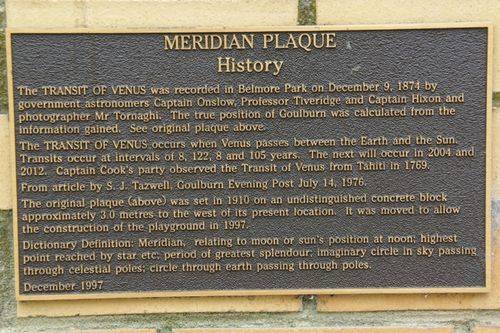 MERIDIAN PLAQUE
History
The TRANSIT OF VENUS was recorded in Belmore Park on December 9, 1874 by
government astronomers Captain Onslow, Professor Tiveridge and Captain Hixon and
photographer Mr Tornaghi. The true position of Goulburn was calculated from the
information gained. See original plaque above.
The TRANSIT OF VENUS occurs when Venus passes between the Earth and the Sun.
Transits occur at intervals of 8, 122, 8 and 105 years. The next will occur in 2004 and
2012. Captain Cook's party observed the Transit of Venus from Tahiti in 1769.
From article by S. J. Tazwell, Goulburn Evening Post July 14, 1976.
The original plaque (above) was set in 1910 on an undistinguished concrete block
approximately 3.0 metres to the west of its present location. It was moved to allow
the construction of the playground in 1997.
Dictionary Definition: Meridian, relating to moon or sun's position at noon; highest
point reached by star etc; period of greatest splendour; imaginary circle in sky passing
through celestial poles; circle through earth passing through poles.
December 1997